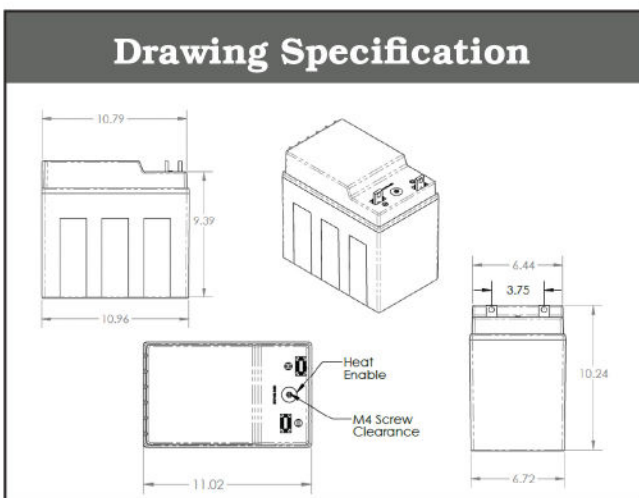 Drawing Specification
10.79
9.39
10.96
6.44
3.75
10.24
6.72
Heat
Enable
M4 Screw
Clearance
11.02